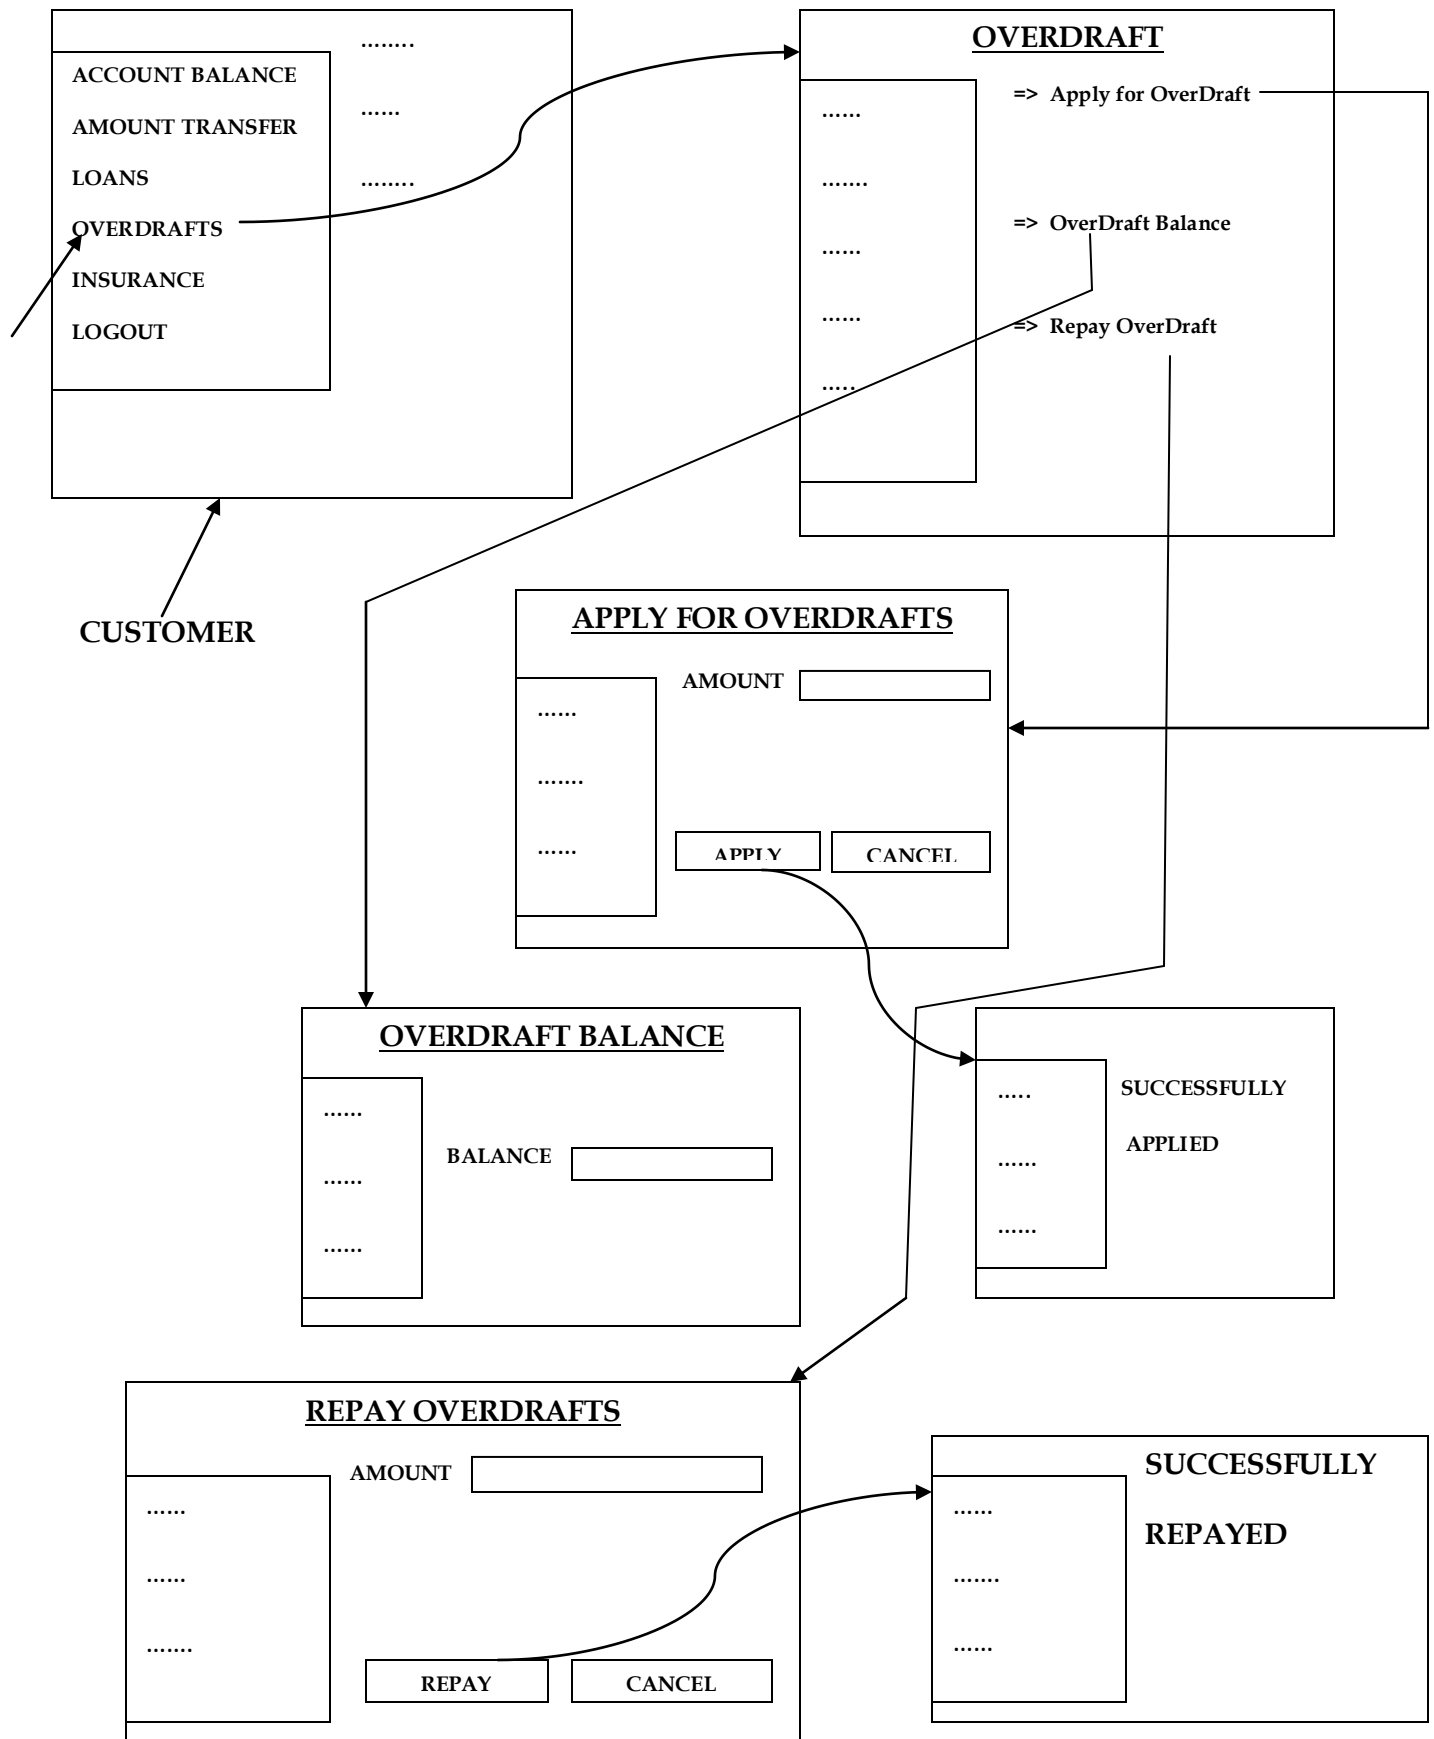 ........
ACCOUNT BALANCE
......
AMOUNT TRANSFER
LOANS
........
OVERDRAFTS
INSURANCE
LOGOUT
CUSTOMER
OVERDRAFT
=> Apply for OverDraft
......
.......
=> OverDraft Balance
......
......
=> Repay OverDraft
.....
APPLY FOR OVERDRAFTS
AMOUNT
......
.......
......
APPLY
CANCEL
OVERDRAFT BALANCE
......
BALANCE
......
......
.....
SUCCESSFULLY
APPLIED
......
......
REPAY OVERDRAFTS
AMOUNT
......
......
.......
REPAY
CANCEL
SUCCESSFULLY
......
REPAYED
.......
......